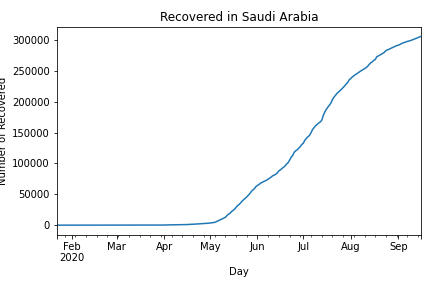 Recovered in Saudi Arabia
300000
250000
200000
150000
100000
50000
0
Number of Recovered
Feb Mar Apr May Jun Jul Aug Sep
2020
Day